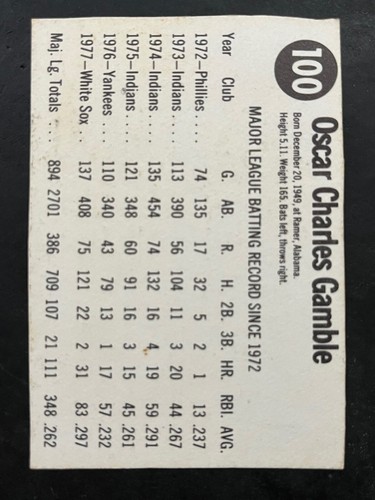 100 Oscar Charles Gamble
Born December 20, 1949, at Ramer, Alabama.
Height 5.11. Weight 165. Bats left, throws right.
MAJOR LEAGUE BATTING RECORD SINCE 1972
Year Club G. AB. R. H. 2B. 3B. HR. RBI. AVG.
1972—Phillies . . . . 74 135 17 32 5 2 1 13 .237
1973—Indians . . . . 113 390 56 104 11 3 20 44 .267
1974—Indians . . . . 135 454 74 132 16 4 19 59 .291
1975—Indians . . . . 121 348 60 91 16 3 15 45 .261
1976—Yankees . . . . 110 340 43 79 13 1 17 57 .232
1977—White Sox . . 137 408 75 121 22 2 31 83 .297
Maj. Lg. Totals . . . . 894 2701 386 709 107 21 111 348 .262